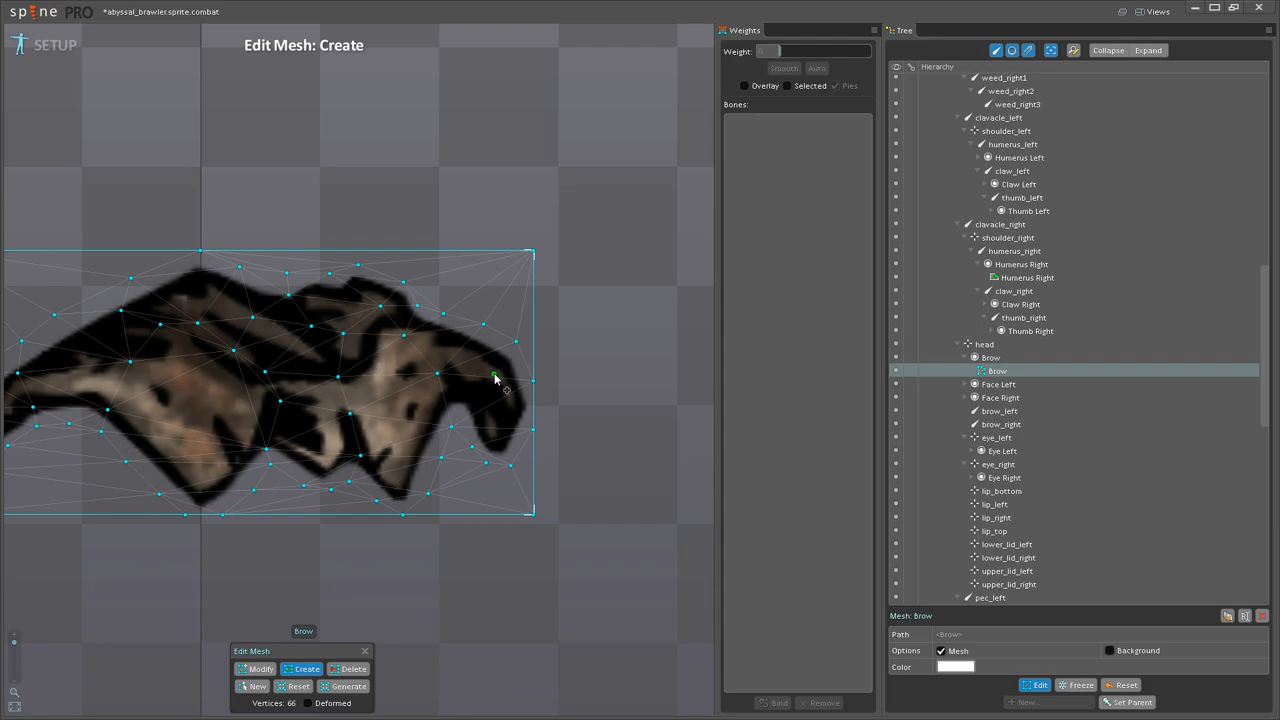 spine PRO
*abyssal_brawler.sprite.combat
Views
SETUP
Edit Mesh: Create
Weights
Weight: 0
Smooth Auto
Overlay Selected Pies
Bones:
Bind Remove
Tree
Collapse Expand
Hierarchy
weed_right1
weed_right2
weed_right3
clavacle_left
shoulder_left
humerus_left
Humerus Left
claw_left
Claw Left
thumb_left
Thumb Left
clavacle_right
shoulder_right
humerus_right
Humerus Right
Humerus Right
claw_right
Claw Right
thumb_right
Thumb Right
head
Brow
Brow
Face Left
Face Right
brow_left
brow_right
eye_left
Eye Left
eye_right
Eye Right
lip_bottom
lip_left
lip_right
lip_top
lower_lid_left
lower_lid_right
upper_lid_left
upper_lid_right
pec_left
Mesh: Brow
Path <Brow>
Options Mesh Background
Color
Edit Freeze Reset
New... Set Parent
Brow
Edit Mesh
Modify Create Delete
New Reset Generate
Vertices: 66 Deformed